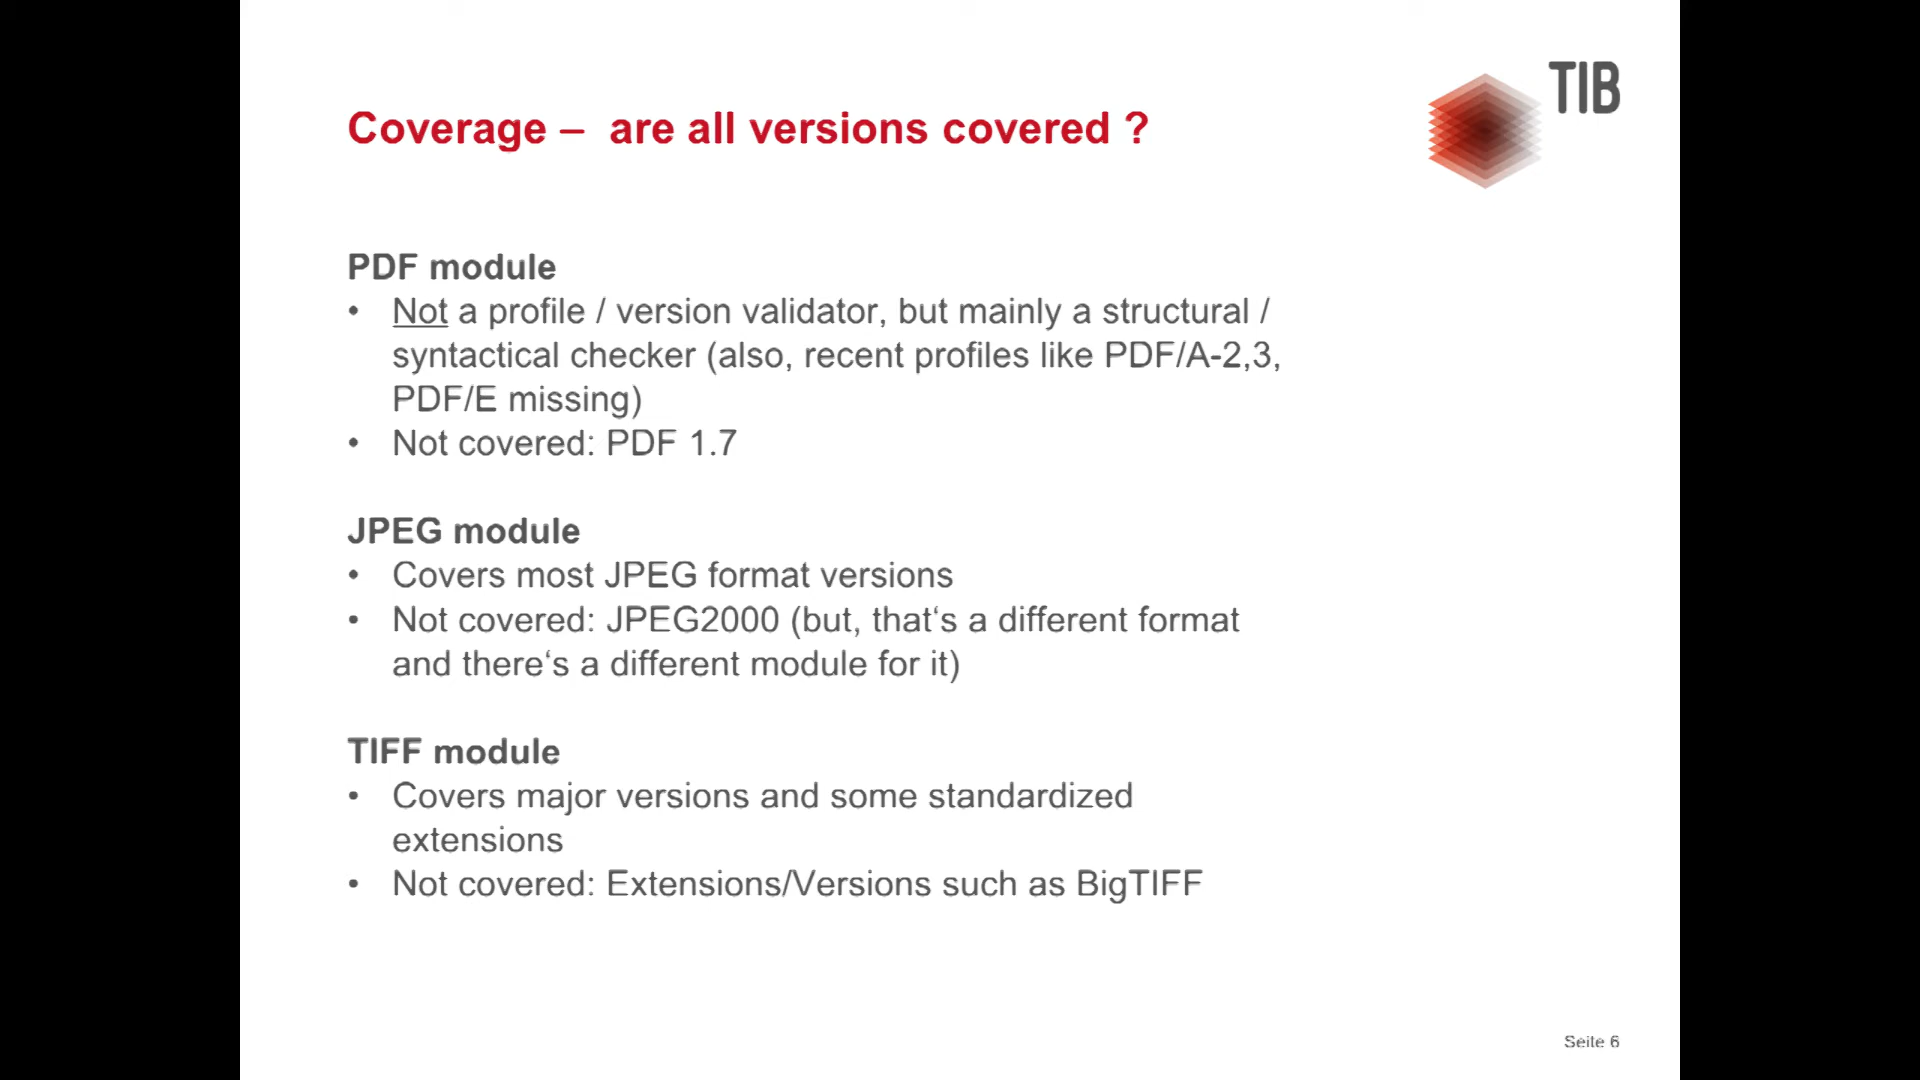 TIB
Coverage –  are all versions covered ?
PDF module
• Not a profile / version validator, but mainly a structural /
syntactical checker (also, recent profiles like PDF/A-2,3,
PDF/E missing)
• Not covered: PDF 1.7
JPEG module
• Covers most JPEG format versions
• Not covered: JPEG2000 (but, that‘s a different format
and there‘s a different module for it)
TIFF module
• Covers major versions and some standardized
extensions
• Not covered: Extensions/Versions such as BigTIFF
Seite 6